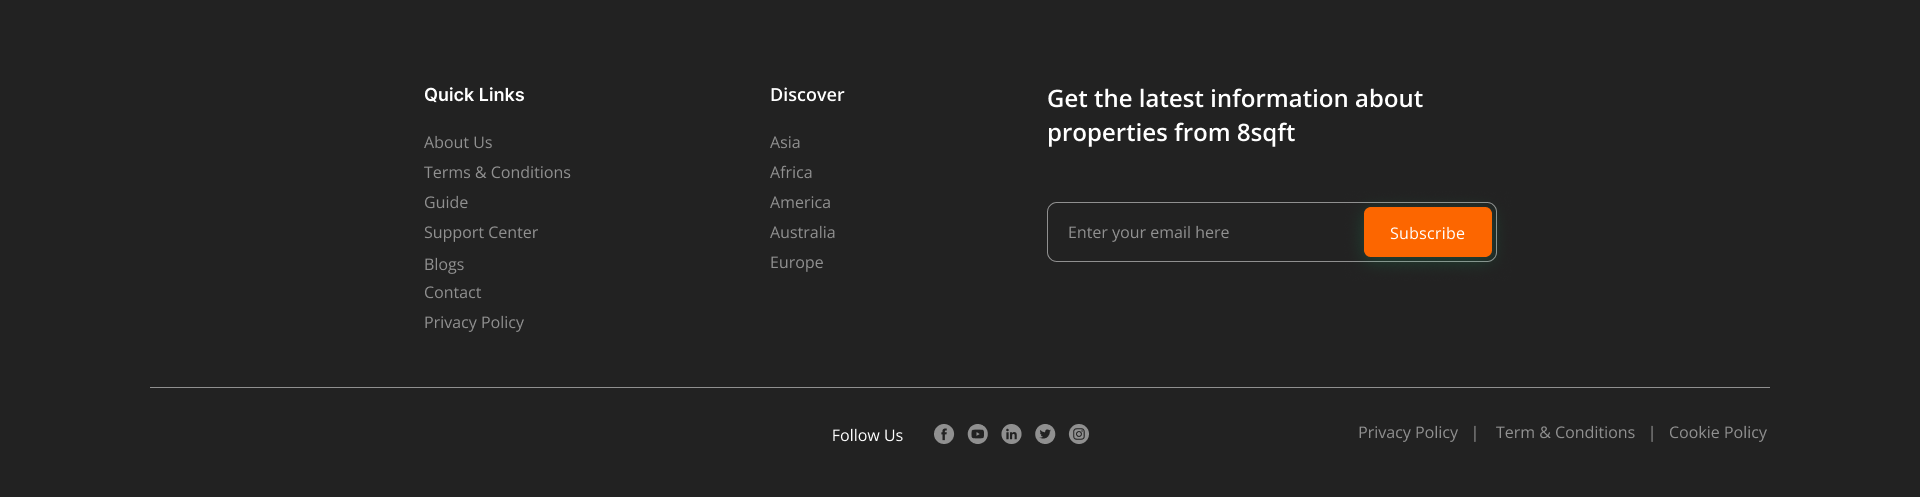 Quick Links
About Us
Terms & Conditions
Guide
Support Center
Blogs
Contact
Privacy Policy
Discover
Asia
Africa
America
Australia
Europe
Get the latest information about
properties from 8sqft
Enter your email here
Subscribe
Follow Us
Privacy Policy | Term & Conditions | Cookie Policy